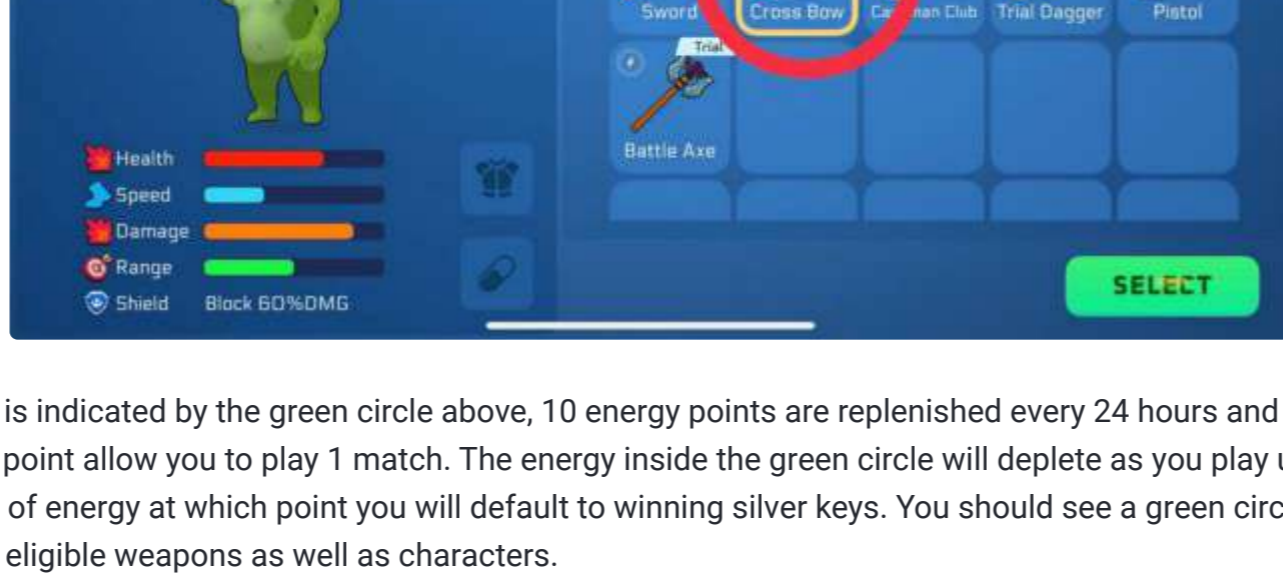 Sword Cross Bow Trial Dagger Pistol
Trial
Battle Axe
Health
Speed
Damage
Range
Shield Block 60%DMG
SELECT
is indicated by the green circle above, 10 energy points are replenished every 24 hours and
point allow you to play 1 match. The energy inside the green circle will deplete as you play
of energy at which point you will default to winning silver keys. You should see a green
eligible weapons as well as characters.